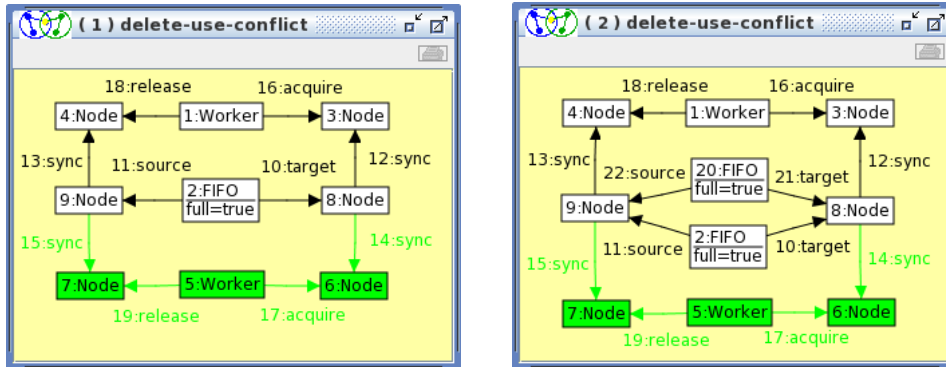 ( 1 ) delete-use-conflict
18:release
16:acquire
4:Node
1:Worker
3:Node
13:sync
11:source
10:target
12:sync
9:Node
2:FIFO
full=true
8:Node
15:sync
14:sync
7:Node
5:Worker
6:Node
19:release
17:acquire
( 2 ) delete-use-conflict
18:release
16:acquire
4:Node
1:Worker
3:Node
13:sync
12:sync
22:source
20:FIFO
full=true
21:target
9:Node
8:Node
11:source
2:FIFO
full=true
10:target
15:sync
14:sync
7:Node
5:Worker
6:Node
19:release
17:acquire